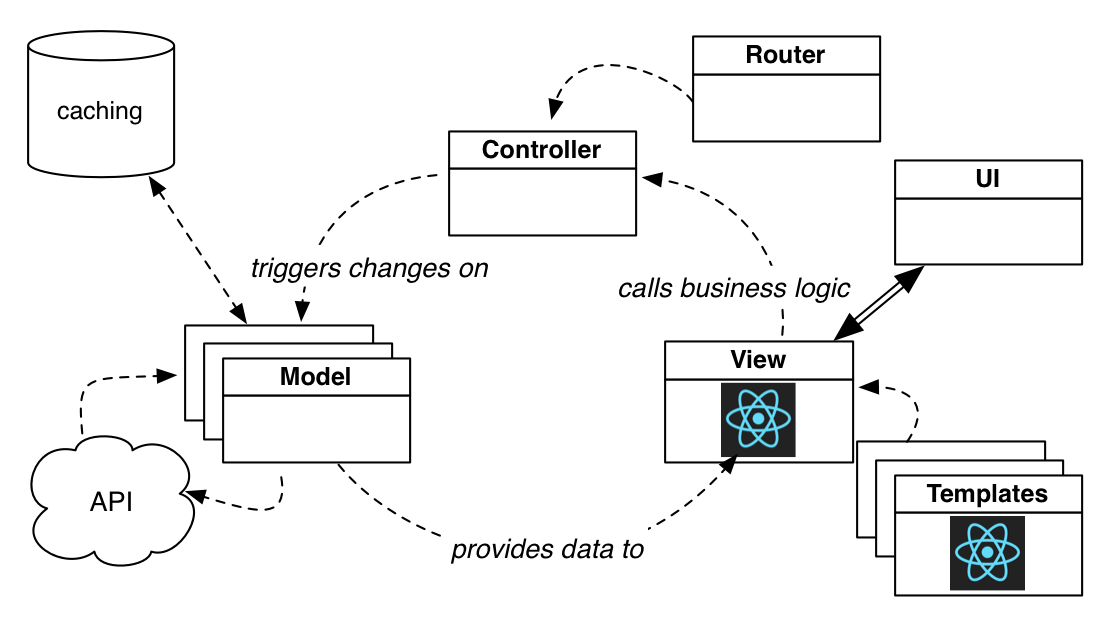 Router
caching
Controller
UI
triggers changes on
calls business logic
View
Model
Templates
API
provides data to